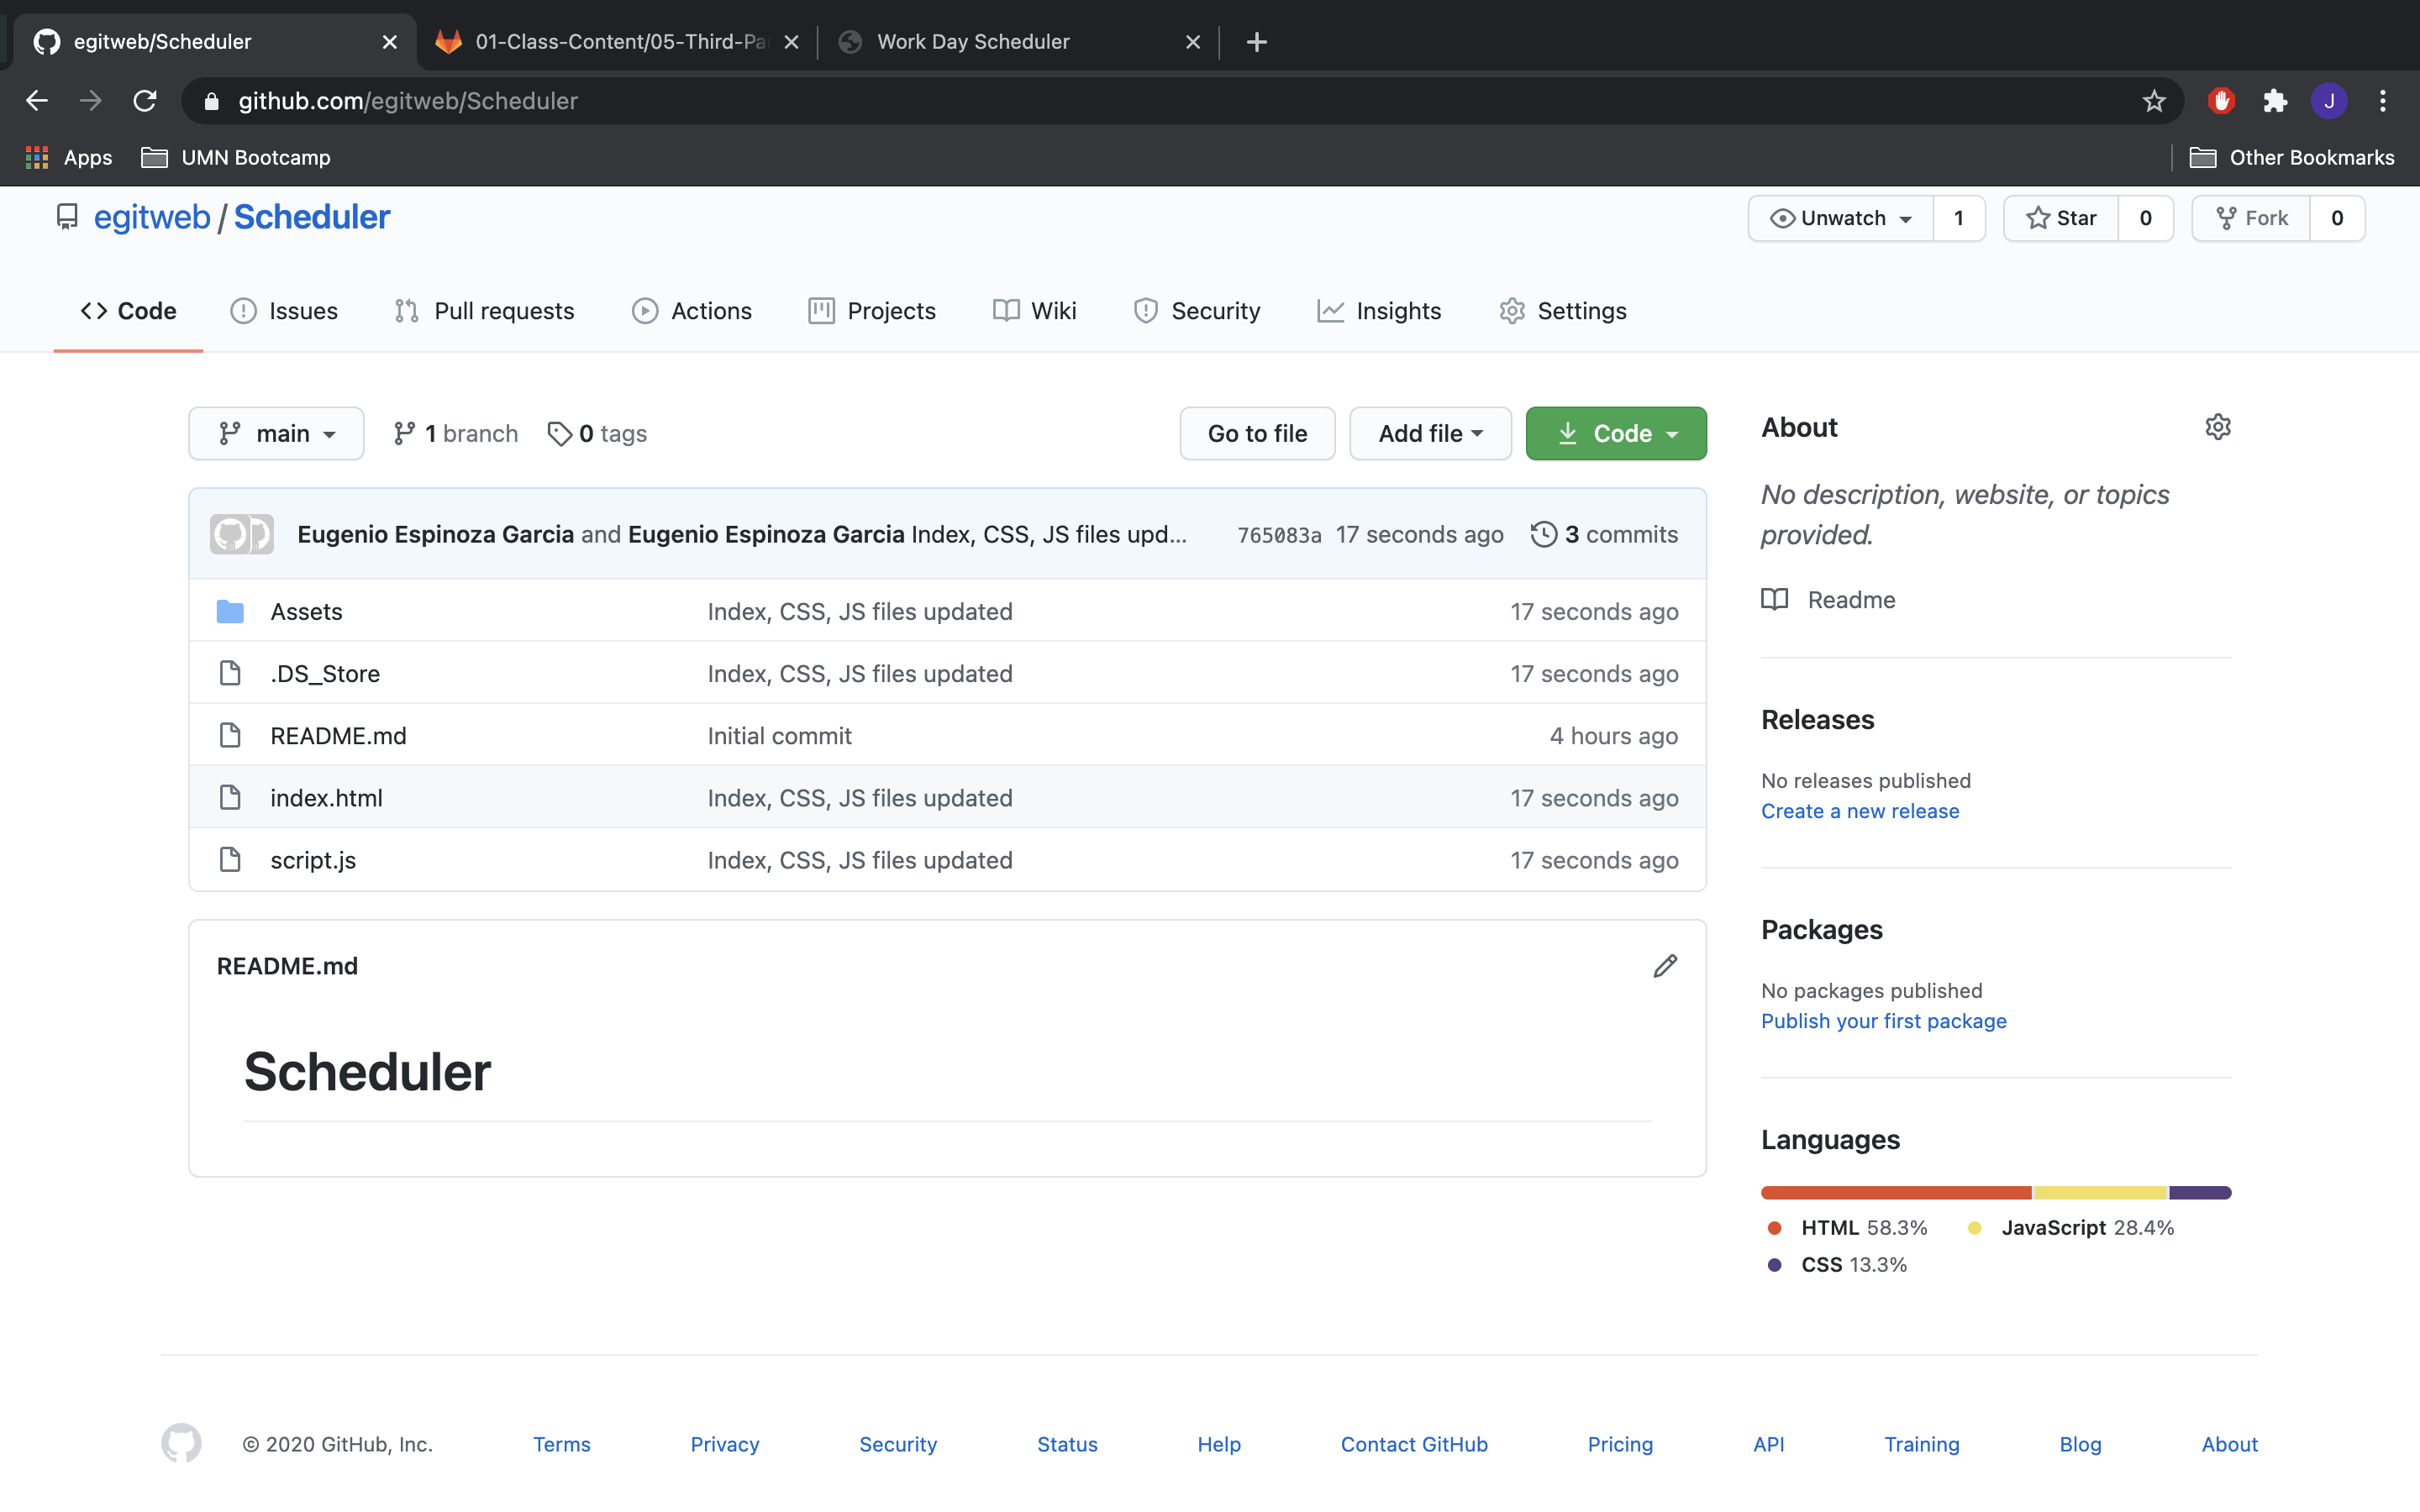 egitweb/Scheduler
01-Class-Content/05-Third-Pa
Work Day Scheduler
github.com/egitweb/Scheduler
J
Apps
UMN Bootcamp
Other Bookmarks
egitweb / Scheduler
Unwatch 1
Star 0
Fork 0
Code
Issues
Pull requests
Actions
Projects
Wiki
Security
Insights
Settings
main
1 branch
0 tags
Go to file
Add file
Code
Eugenio Espinoza Garcia and Eugenio Espinoza Garcia Index, CSS, JS files upd... 765083a 17 seconds ago 3 commits
Assets Index, CSS, JS files updated 17 seconds ago
.DS_Store Index, CSS, JS files updated 17 seconds ago
README.md Initial commit 4 hours ago
index.html Index, CSS, JS files updated 17 seconds ago
script.js Index, CSS, JS files updated 17 seconds ago
README.md
Scheduler
About
No description, website, or topics
provided.
Readme
Releases
No releases published
Create a new release
Packages
No packages published
Publish your first package
Languages
HTML 58.3% JavaScript 28.4%
CSS 13.3%
© 2020 GitHub, Inc. Terms Privacy Security Status Help Contact GitHub Pricing API Training Blog About